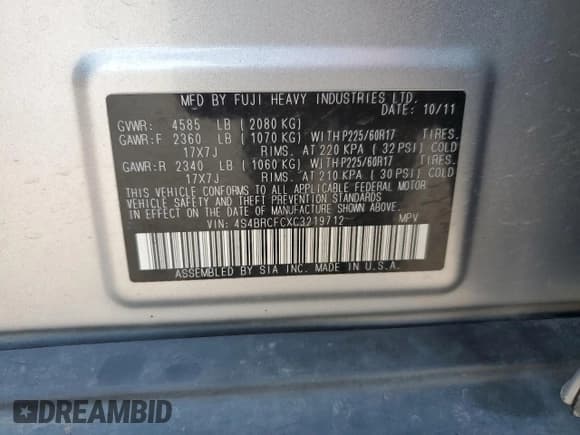 MFD BY FUJI HEAVY INDUSTRIES LTD.
DATE: 10/11
GVWR: 4585 LB ( 2080 KG)
GAWR:F 2360 LB ( 1070 KG) WITH P225/60R17 TIRES.
17X7J RIMS. AT 220 KPA ( 32 PSI) COLD
GAWR:R 2340 LB ( 1060 KG) WITH P225/60R17 TIRES.
17X7J RIMS. AT 210 KPA ( 30 PSI) COLD
THIS VEHICLE CONFORMS TO ALL APPLICABLE FEDERAL MOTOR
VEHICLE SAFETY AND THEFT PREVENTION STANDARDS
IN EFFECT ON THE DATE OF MANUFACTURE SHOWN ABOVE.
VIN: 4S4BRCFCXC3219712 MPV
ASSEMBLED BY SIA INC. MADE IN U.S.A.
DREAMBID